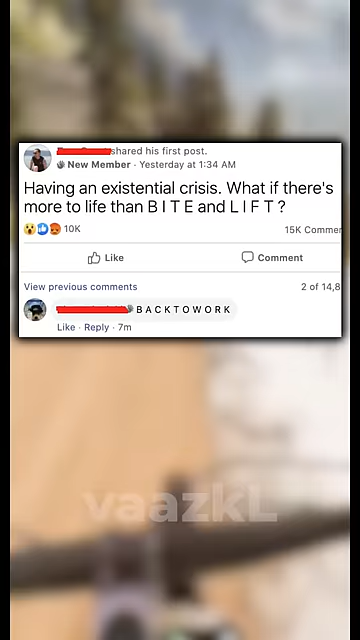 shared his first post.
New Member · Yesterday at 1:34 AM
Having an existential crisis. What if there's
more to life than B I T E and L I F T ?
10K
15K Commen
Like
Comment
View previous comments
2 of 14,8
B A C K T O W O R K
Like · Reply · 7m
vaazkL